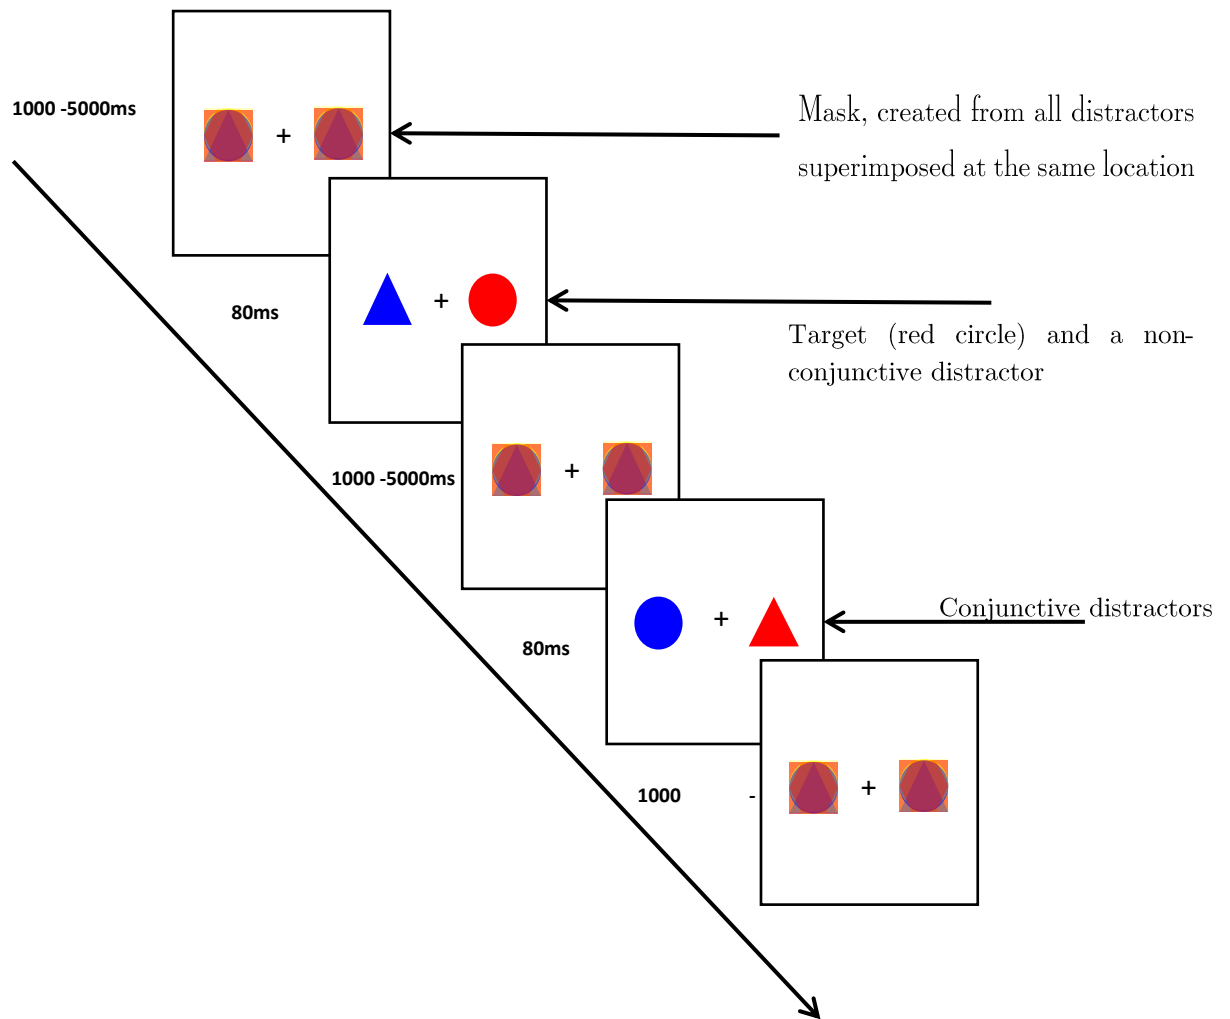 1000 -5000ms
+
Mask, created from all distractors
superimposed at the same location
80ms
+
Target (red circle) and a non-
conjunctive distractor
1000 -5000ms
+
80ms
+
Conjunctive distractors
1000 -
+